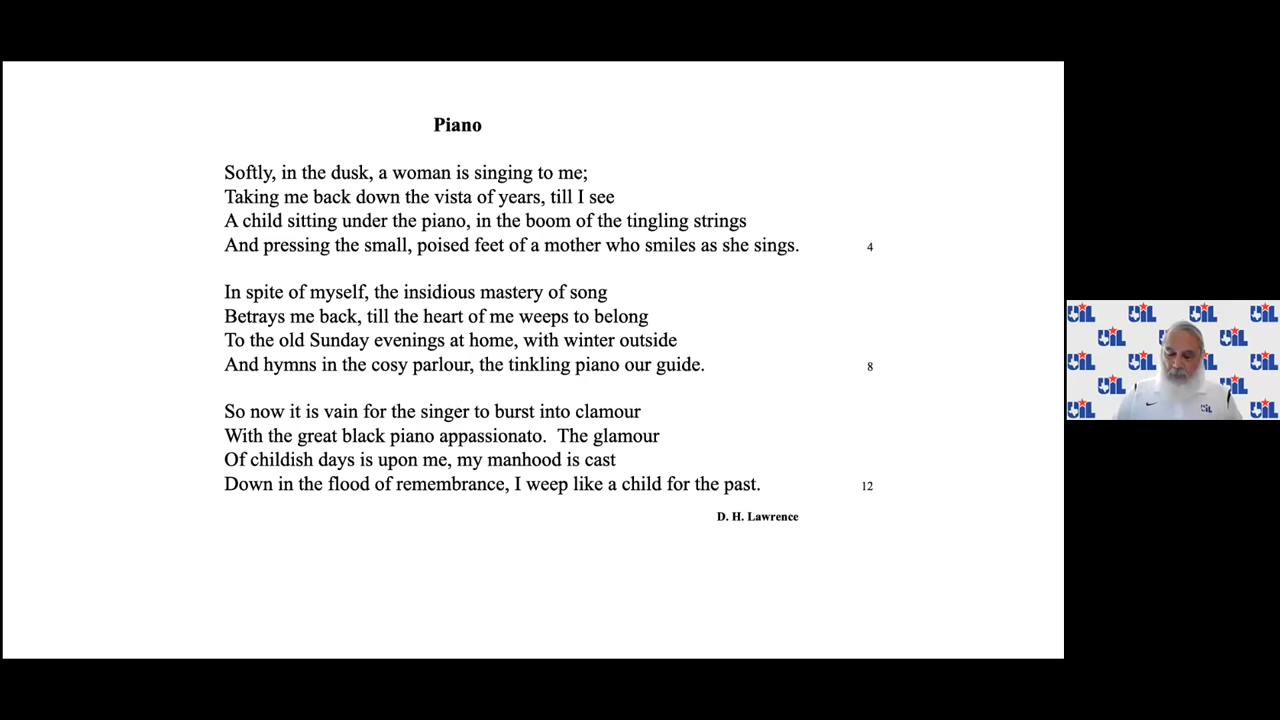 Piano
Softly, in the dusk, a woman is singing to me;
Taking me back down the vista of years, till I see
A child sitting under the piano, in the boom of the tingling strings
And pressing the small, poised feet of a mother who smiles as she sings. 4
In spite of myself, the insidious mastery of song
Betrays me back, till the heart of me weeps to belong
To the old Sunday evenings at home, with winter outside
And hymns in the cosy parlour, the tinkling piano our guide. 8
So now it is vain for the singer to burst into clamour
With the great black piano appassionato.  The glamour
Of childish days is upon me, my manhood is cast
Down in the flood of remembrance, I weep like a child for the past. 12
D. H. Lawrence
UIL UIL UIL UIL
UIL UIL UIL
UIL UIL UIL UIL
UIL UIL
UIL UIL UIL